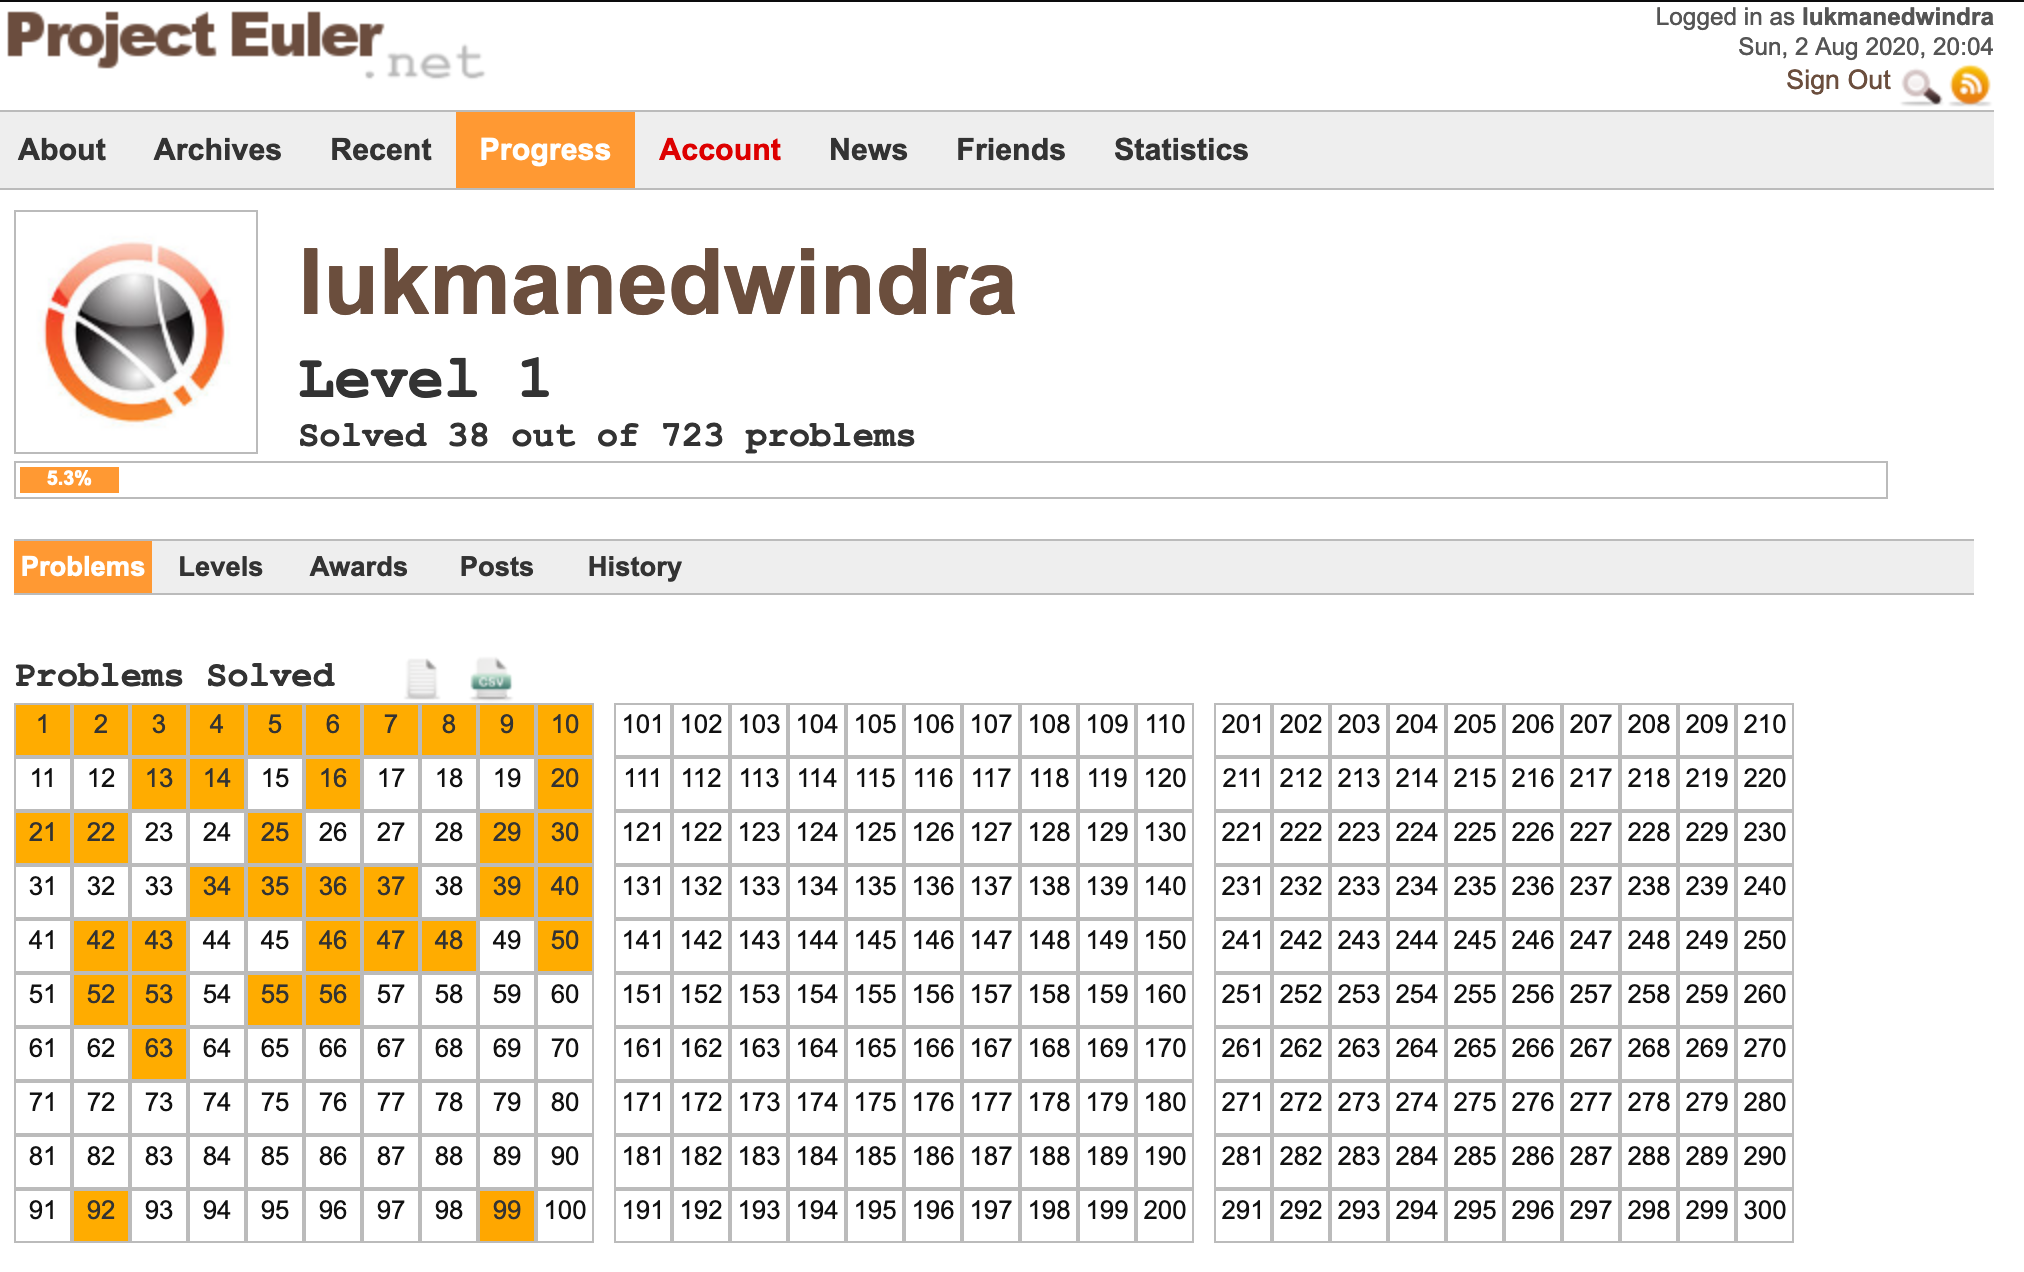 Project Euler
.net
Logged in as lukmanedwindra
Sun, 2 Aug 2020, 20:04
Sign Out
About Archives Recent Progress Account News Friends Statistics
lukmanedwindra
Level 1
Solved 38 out of 723 problems
5.3%
Problems Levels Awards Posts History
Problems Solved
CSV
1 2 3 4 5 6 7 8 9 10 101 102 103 104 105 106 107 108 109 110 201 202 203 204 205 206 207 208 209 210
11 12 13 14 15 16 17 18 19 20 111 112 113 114 115 116 117 118 119 120 211 212 213 214 215 216 217 218 219 220
21 22 23 24 25 26 27 28 29 30 121 122 123 124 125 126 127 128 129 130 221 222 223 224 225 226 227 228 229 230
31 32 33 34 35 36 37 38 39 40 131 132 133 134 135 136 137 138 139 140 231 232 233 234 235 236 237 238 239 240
41 42 43 44 45 46 47 48 49 50 141 142 143 144 145 146 147 148 149 150 241 242 243 244 245 246 247 248 249 250
51 52 53 54 55 56 57 58 59 60 151 152 153 154 155 156 157 158 159 160 251 252 253 254 255 256 257 258 259 260
61 62 63 64 65 66 67 68 69 70 161 162 163 164 165 166 167 168 169 170 261 262 263 264 265 266 267 268 269 270
71 72 73 74 75 76 77 78 79 80 171 172 173 174 175 176 177 178 179 180 271 272 273 274 275 276 277 278 279 280
81 82 83 84 85 86 87 88 89 90 181 182 183 184 185 186 187 188 189 190 281 282 283 284 285 286 287 288 289 290
91 92 93 94 95 96 97 98 99 100 191 192 193 194 195 196 197 198 199 200 291 292 293 294 295 296 297 298 299 300